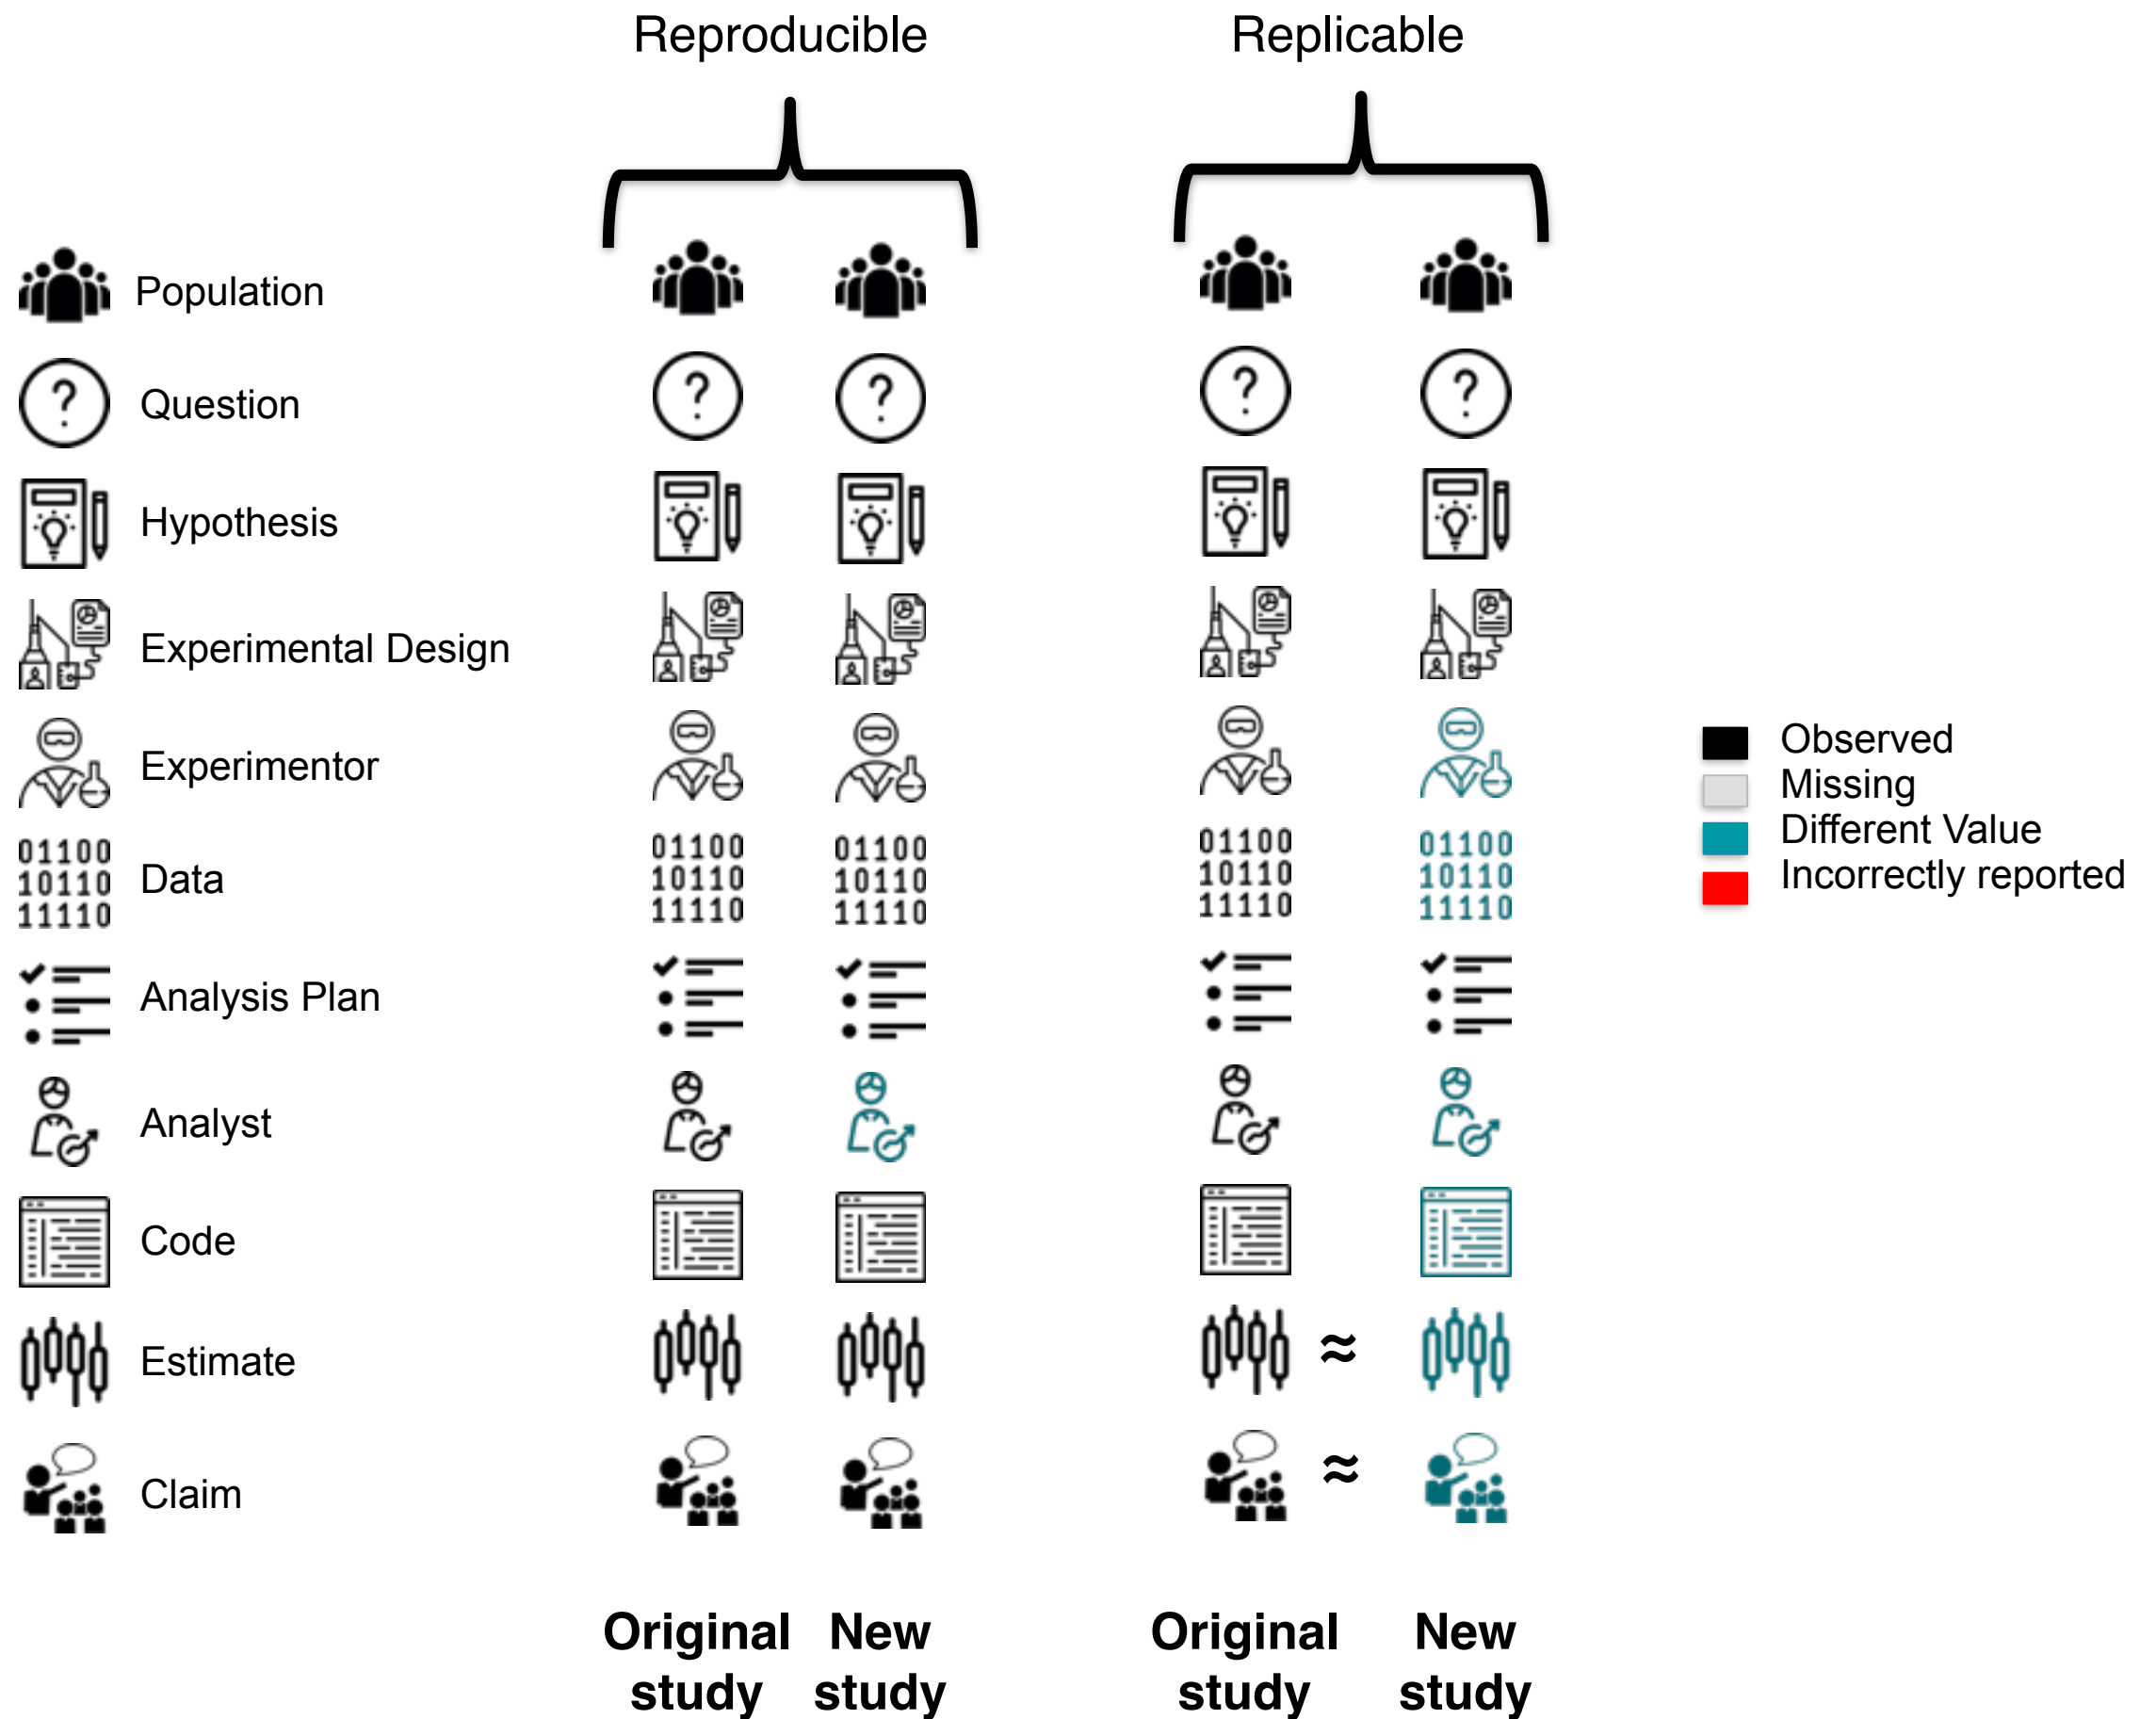 Reproducible
Replicable
Population
Question
Hypothesis
Experimental Design
Experimentor
Data
Analysis Plan
Analyst
Code
Estimate
Claim
? ? ? ? ?
01100 01100 01100 01100 01100
10110 10110 10110 10110 10110
11110 11110 11110 11110 11110
≈
≈
Observed
Missing
Different Value
Incorrectly reported
Original study
New study
Original study
New study